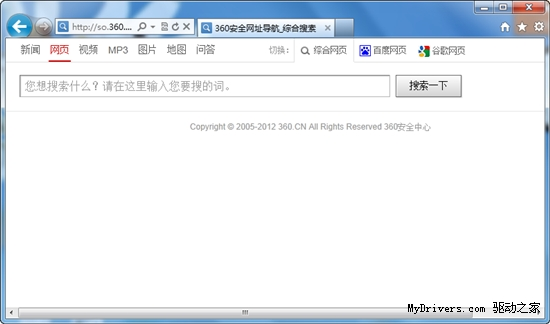 http://so.360....
360安全网址导航_综合搜索
新闻 网页 视频 MP3 图片 地图 问答 切换： 综合网页 百度网页 谷歌网页
您想搜索什么？请在这里输入您要搜的词。 搜索一下
Copyright © 2005-2012 360.CN All Rights Reserved 360安全中心
MyDrivers.com 驱动之家